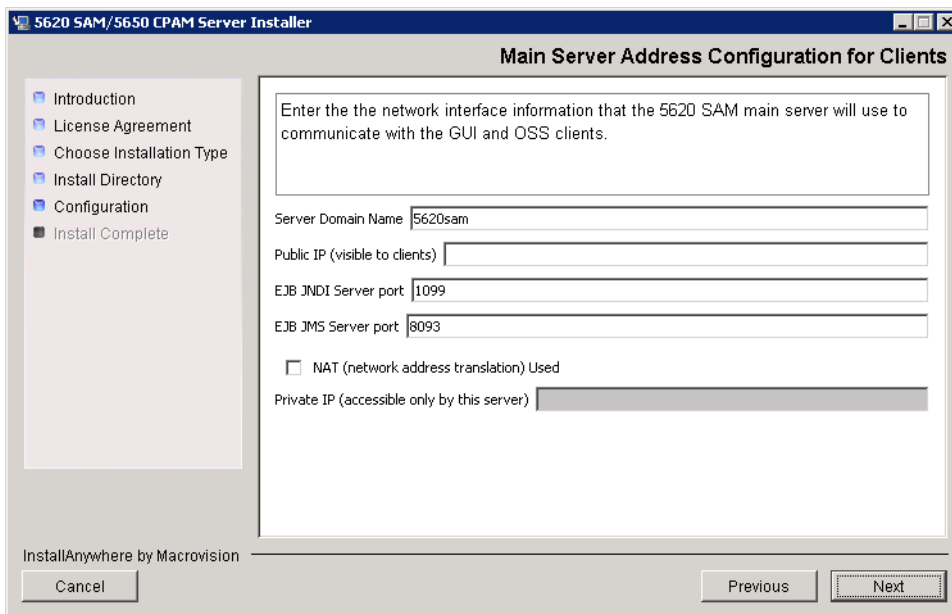 5620 SAM/5650 CPAM Server Installer
Main Server Address Configuration for Clients
Introduction
License Agreement
Choose Installation Type
Install Directory
Configuration
Install Complete
Enter the the network interface information that the 5620 SAM main server will use to
communicate with the GUI and OSS clients.
Server Domain Name 5620sam
Public IP (visible to clients)
EJB JNDI Server port 1099
EJB JMS Server port 8093
NAT (network address translation) Used
Private IP (accessible only by this server)
InstallAnywhere by Macrovision
Cancel Previous Next